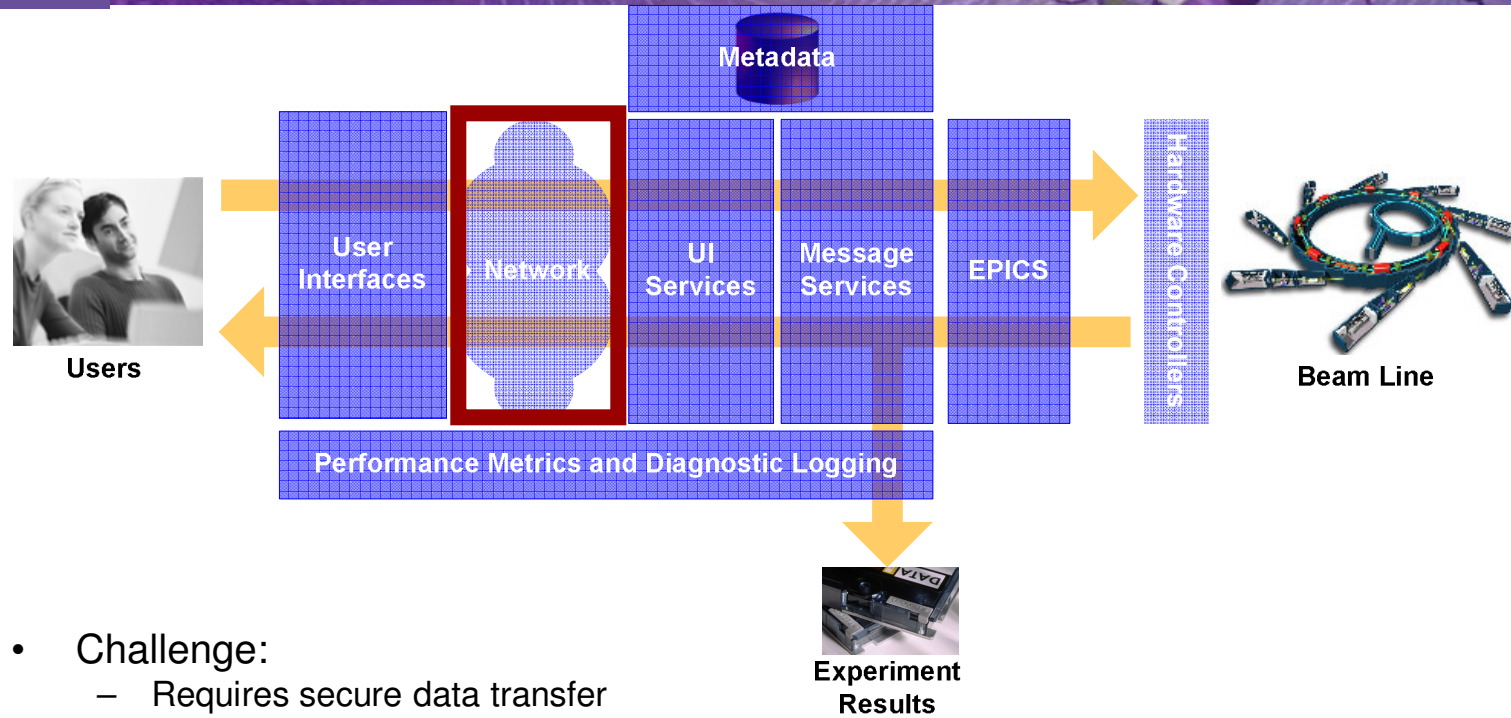 Metadata
User
Interfaces
Network
UI
Services
Message
Services
EPICS
Hardware Controllers
Users
Beam Line
Performance Metrics and Diagnostic Logging
DATA
Experiment
Results
• Challenge:
– Requires secure data transfer